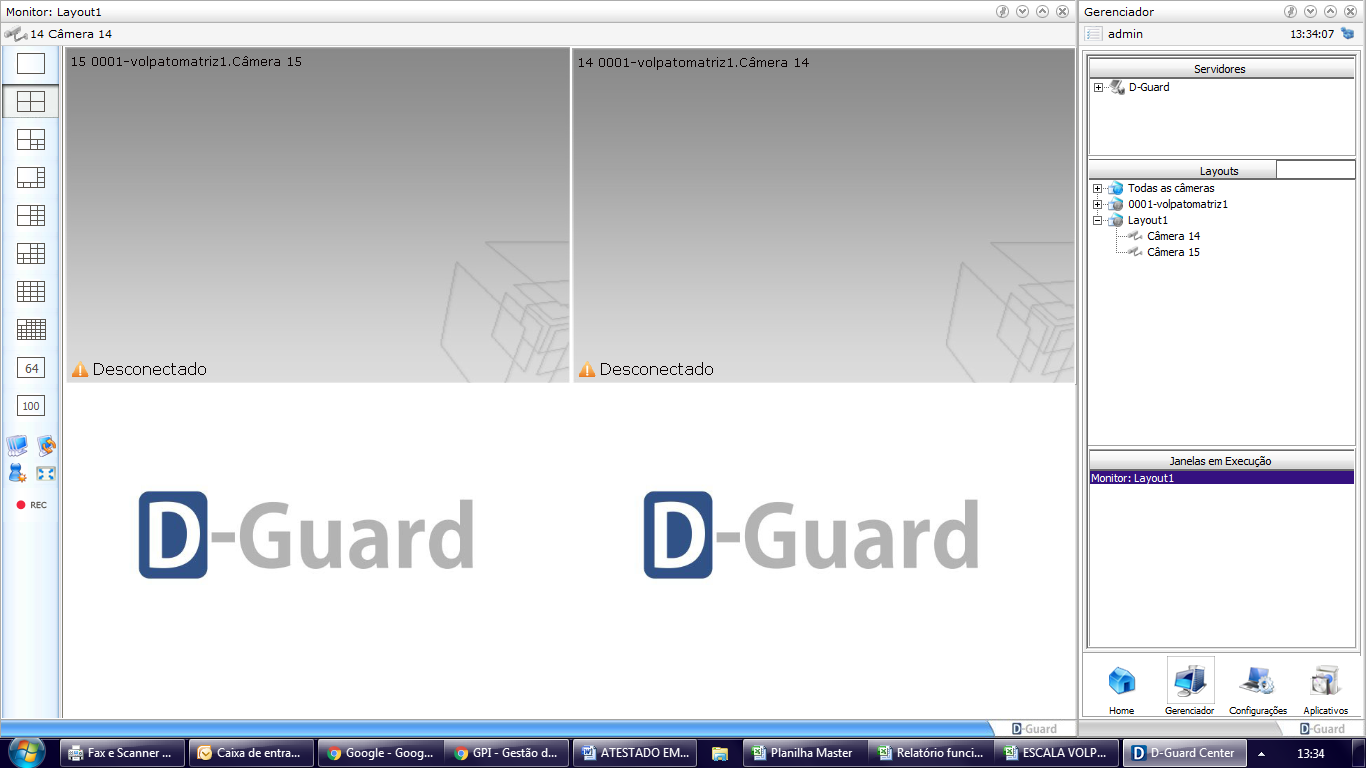 Monitor: Layout1
14 Câmera 14
15 0001-volpatomatriz1.Câmera 15
14 0001-volpatomatriz1.Câmera 14
Desconectado
Desconectado
64
100
REC
D-Guard
D-Guard
D-Guard
Gerenciador
admin
13:34:07
Servidores
D-Guard
Layouts
Todas as câmeras
0001-volpatomatriz1
Layout1
Câmera 14
Câmera 15
Janelas em Execução
Monitor: Layout1
Home
Gerenciador
Configurações
Aplicativos
D-Guard
Fax e Scanner ...
Caixa de entra...
Google - Goog...
GPI - Gestão d...
ATESTADO EM...
Planilha Master
Relatório funci...
ESCALA VOLP...
D-Guard Center
13:34